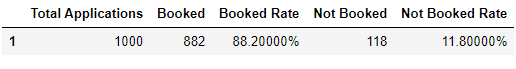 Total Applications Booked Booked Rate Not Booked Not Booked Rate
1 1000 882 88.20000% 118 11.80000%